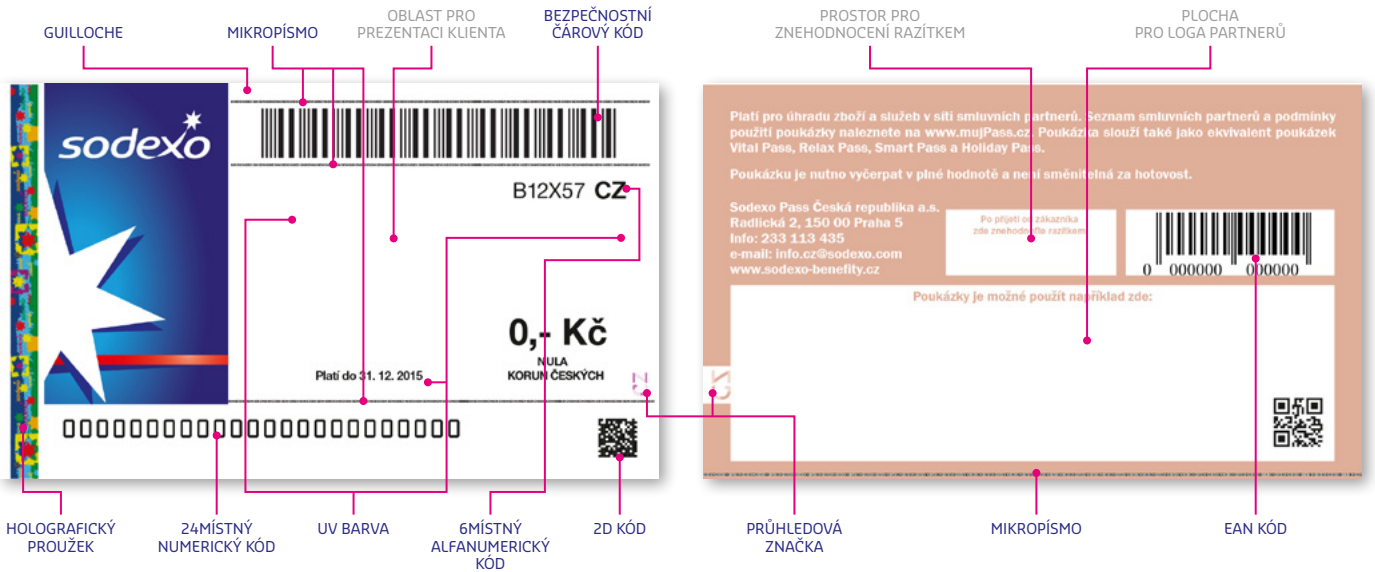 GUILLOCHE
MIKROPÍSMO
OBLAST PRO
PREZENTACI KLIENTA
BEZPEČNOSTNÍ
ČÁROVÝ KÓD
PROSTOR PRO
ZNEHODNOCENÍ RAZÍTKEM
PLOCHA
PRO LOGA PARTNERŮ
sodexo
B12X57 CZ
0,- Kč
NULA
KORUN ČESKÝCH
Platí do 31. 12. 2015
CZ
000000000000000000000000
Platí pro úhradu zboží a služeb v síti smluvních partnerů. Seznam smluvních partnerů a podmínky
použití poukázky naleznete na www.mujPass.cz. Poukázka slouží také jako ekvivalent poukázek
Vital Pass, Relax Pass, Smart Pass a Holiday Pass.
Poukázku je nutno vyčerpat v plné hodnotě a není směnitelná za hotovost.
Sodexo Pass Česká republika a.s.
Radlická 2, 150 00 Praha 5
Info: 233 113 435
e-mail: info.cz@sodexo.com
www.sodexo-benefity.cz
Po přijetí od zákazníka
zde znehodnoťte razítkem
0 000000 000000
Poukázky je možné použít například zde:
CZ
HOLOGRAFICKÝ
PROUŽEK
24MÍSTNÝ
NUMERICKÝ KÓD
UV BARVA
6MÍSTNÝ
ALFANUMERICKÝ
KÓD
2D KÓD
PRŮHLEDOVÁ
ZNAČKA
MIKROPÍSMO
EAN KÓD